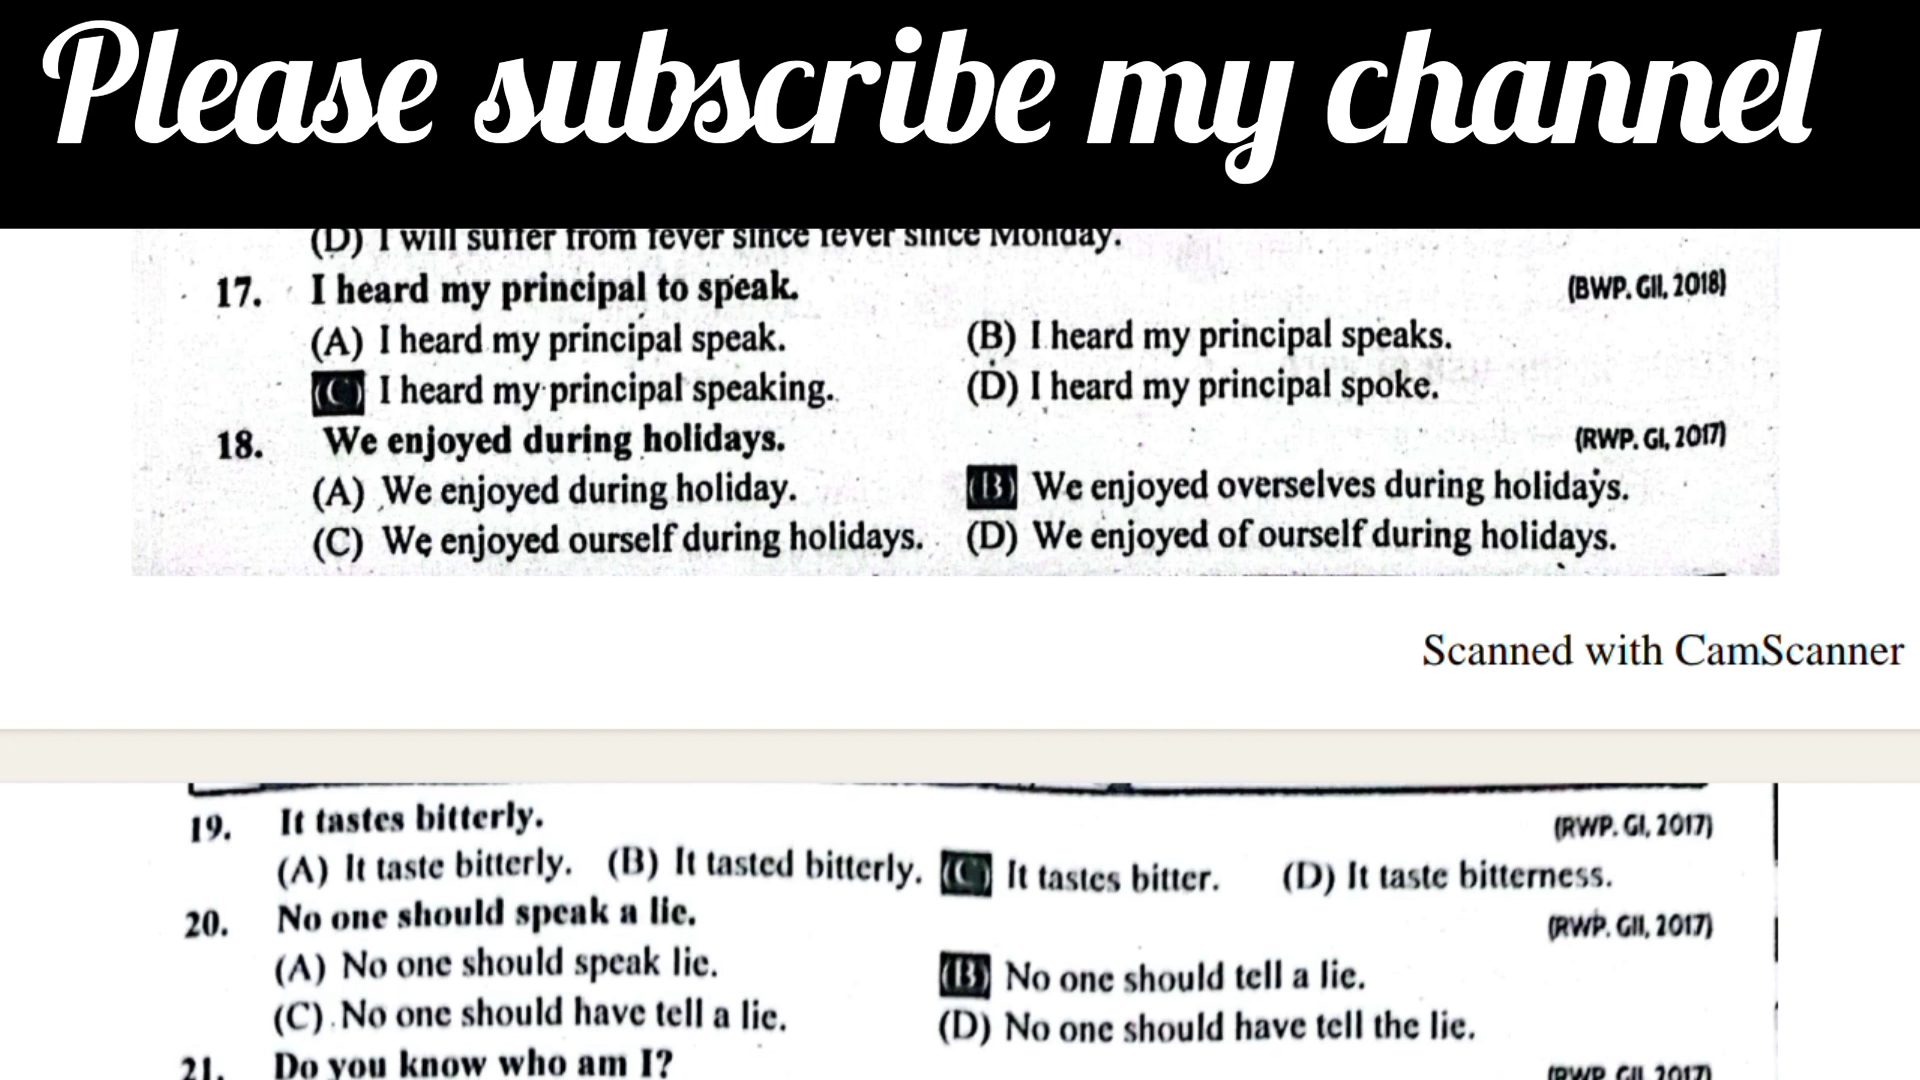 Please subscribe my channel
(D) I will suffer from fever since fever since Monday.
17. I heard my principal to speak. (BWP. GII, 2018)
(A) I heard my principal speak. (B) I heard my principal speaks.
(C) I heard my principal speaking. (D) I heard my principal spoke.
18. We enjoyed during holidays. (RWP. GI, 2017)
(A) We enjoyed during holiday. (B) We enjoyed overselves during holidays.
(C) We enjoyed ourself during holidays. (D) We enjoyed of ourself during holidays.
Scanned with CamScanner
19. It tastes bitterly. (RWP. GI, 2017)
(A) It taste bitterly. (B) It tasted bitterly. (C) It tastes bitter. (D) It taste bitterness.
20. No one should speak a lie. (RWP. GII, 2017)
(A) No one should speak lie. (B) No one should tell a lie.
(C) No one should have tell a lie. (D) No one should have tell the lie.
21. Do you know who am I? (RWP. GII, 2017)